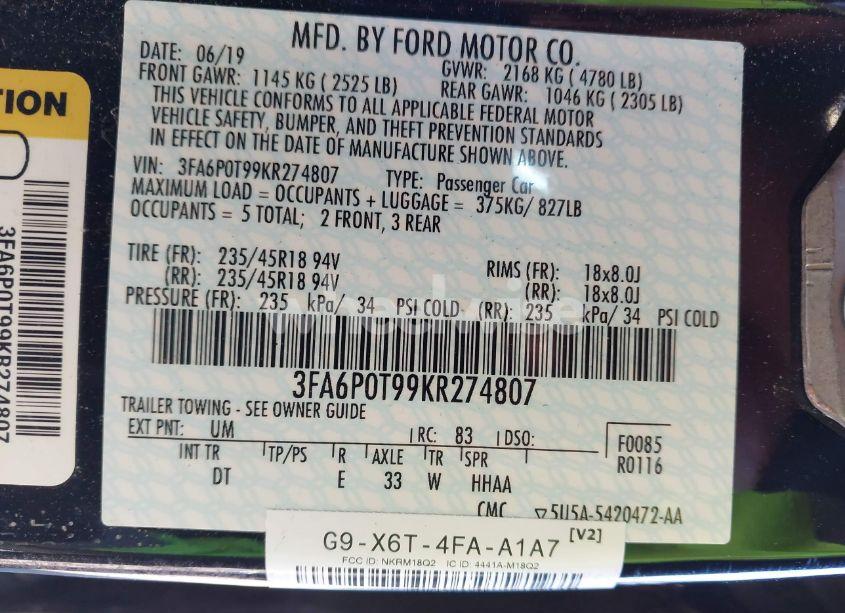 MFD. BY FORD MOTOR CO.
DATE: 06/19 GVWR: 2168 KG ( 4780 LB)
FRONT GAWR: 1145 KG ( 2525 LB) REAR GAWR: 1046 KG ( 2305 LB)
THIS VEHICLE CONFORMS TO ALL APPLICABLE FEDERAL MOTOR
VEHICLE SAFETY, BUMPER, AND THEFT PREVENTION STANDARDS
IN EFFECT ON THE DATE OF MANUFACTURE SHOWN ABOVE.
VIN: 3FA6P0T99KR274807 TYPE: Passenger Car
MAXIMUM LOAD = OCCUPANTS + LUGGAGE = 375KG/ 827LB
OCCUPANTS = 5 TOTAL; 2 FRONT, 3 REAR
TIRE (FR): 235/45R18 94V RIMS (FR): 18x8.0J
(RR): 235/45R18 94V (RR): 18x8.0J
PRESSURE (FR): 235 kPa/ 34 PSI COLD (RR): 235 kPa/ 34 PSI COLD
3FA6P0T99KR274807
TRAILER TOWING - SEE OWNER GUIDE
EXT PNT: UM RC: 83 DSO: F0085
R0116
INT TR TP/PS R AXLE TR SPR
DT E 33 W HHAA
CMC 5U5A-5420472-AA
G9-X6T-4FA-A1A7 [V2]
FCC ID: NKRM18Q2 IC ID: 4441A-M18Q2
TION
3FA6P0T99KR274807